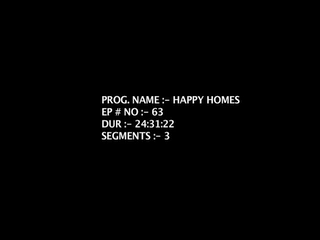 PROG. NAME :- HAPPY HOMES
EP # NO :- 63
DUR :- 24:31:22
SEGMENTS :- 3